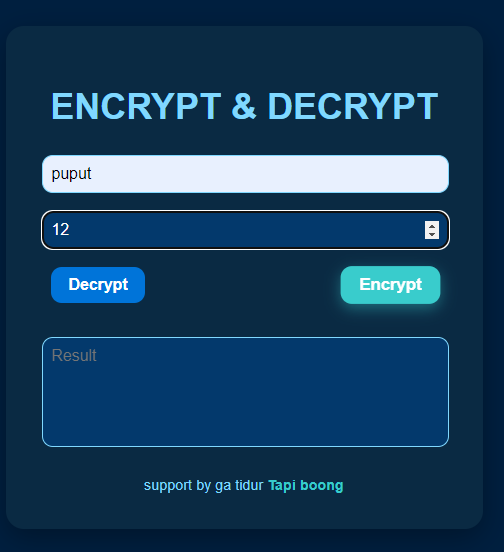 ENCRYPT & DECRYPT
puput
12
Decrypt Encrypt
Result
support by ga tidur Tapi boong